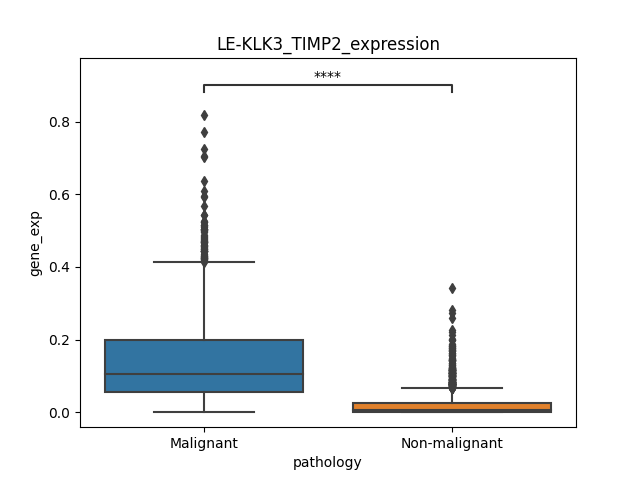 LE-KLK3_TIMP2_expression
****
gene_exp
0.8
0.6
0.4
0.2
0.0
Malignant
Non-malignant
pathology